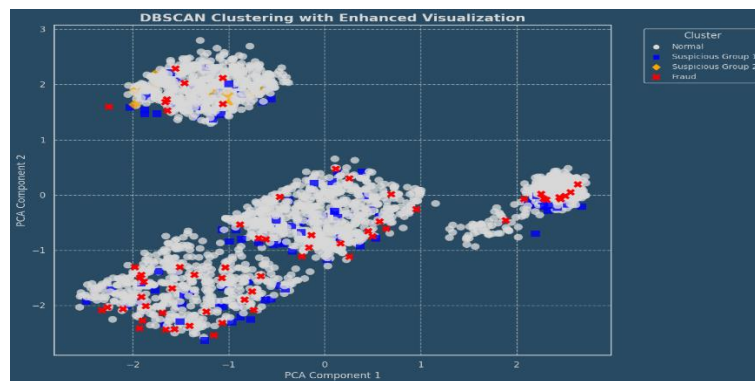 DBSCAN Clustering with Enhanced Visualization
Cluster
Normal
Suspicious Group 1
Suspicious Group 2
Fraud
PCA Component 2
3
2
1
0
−1
−2
−2
−1
0
1
2
PCA Component 1